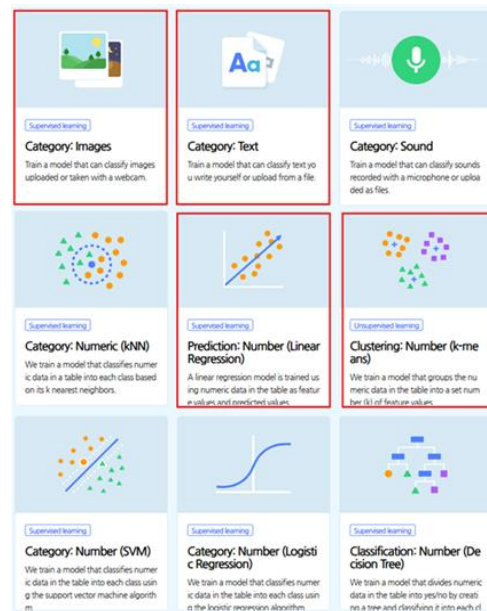 Aa
Supervised learning
Category: Images
Train a model that can classify images
uploaded or taken with a webcam.
Supervised learning
Category: Text
Train a model that can classify text yo
u write yourself or upload from a file.
Supervised learning
Category: Sound
Train a model that can classify sounds
recorded with a microphone or uploa
ded as files.
Supervised learning
Category: Numeric (kNN)
We train a model that classifies numer
ic data in a table into each class based
on its k nearest neighbors.
Supervised learning
Prediction: Number (Linear
Regression)
A linear regression model is trained us
ing numeric data in the table as featur
e values and predicted values
Unsupervised learning
Clustering: Number (k-me
ans)
We train a model that groups the nu
meric data in the table into a set num
ber (k) of feature values
Supervised learning
Category: Number (SVM)
We train a model that classifies numer
ic data in the table into each class usin
g the support vector machine algorith
m
Supervised learning
Category: Number (Logisti
c Regression)
We train a model that classifies numer
ic data in the table into each class usin
g the logistic regression algorithm
Supervised learning
Classification: Number (De
cision Tree)
We train a model that divides numeric
data in the table into yes/no by creati
ng a tree and classifying it into each cl